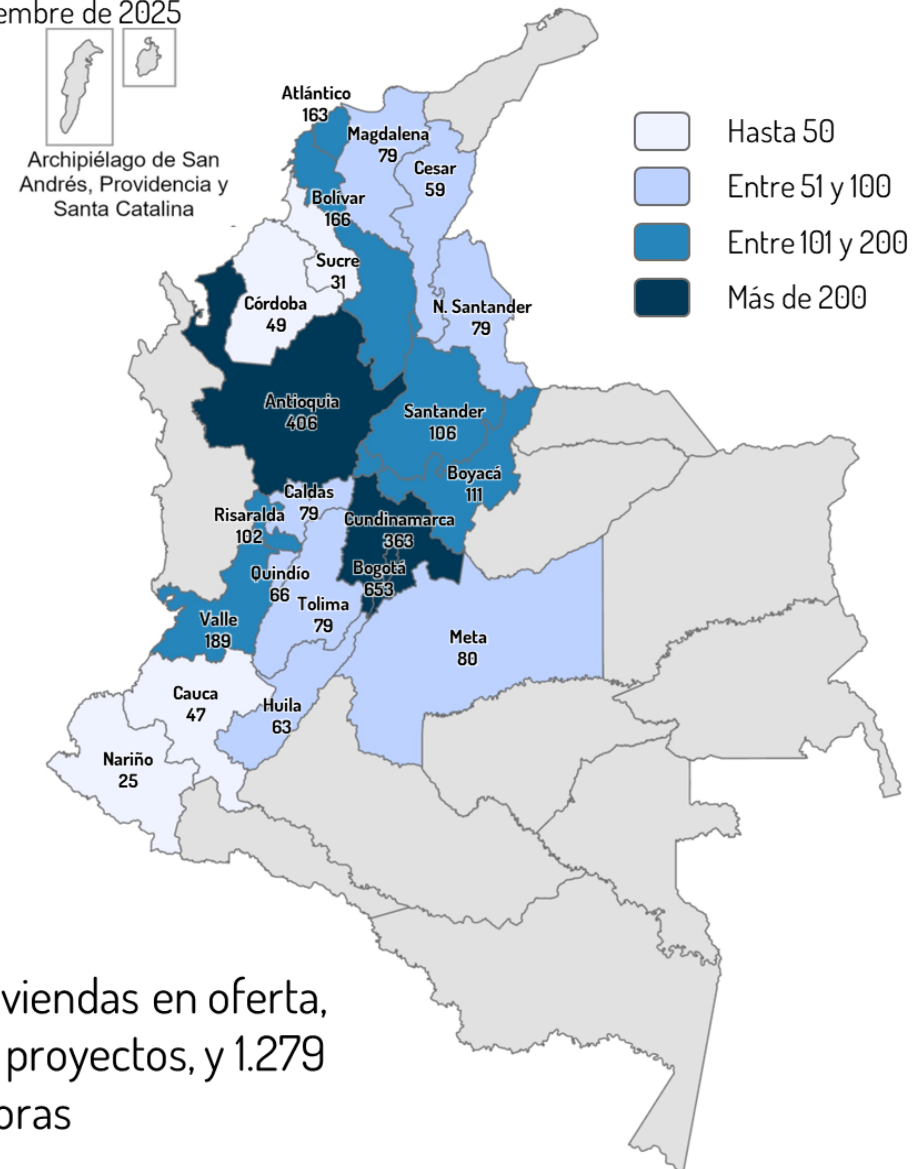 embre de 2025
Archipiélago de San
Andrés, Providencia y
Santa Catalina
Hasta 50
Entre 51 y 100
Entre 101 y 200
Más de 200
Atlántico
163
Magdalena
79
Cesar
59
Bolívar
166
Sucre
31
Córdoba
49
N. Santander
79
Antioquia
406
Santander
106
Boyacá
111
Caldas
79
Risaralda
102
Cundinamarca
363
Bogotá
653
Quindío
66
Tolima
79
Valle
189
Meta
80
Cauca
47
Huila
63
Nariño
25
viendas en oferta,
proyectos, y 1.279
oras